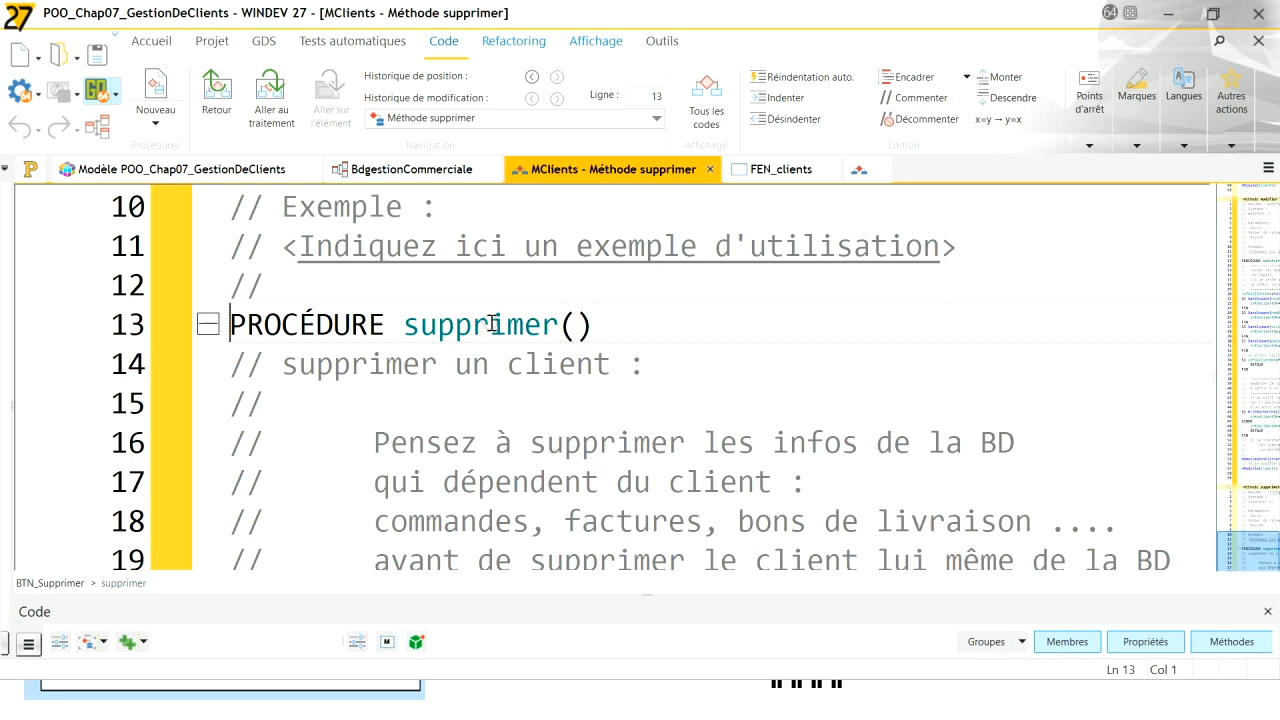 27 POO_Chap07_GestionDeClients - WINDEV 27 - [MClients - Méthode supprimer] 64
Accueil Projet GDS Tests automatiques Code Refactoring Affichage Outils
GO
Nouveau
Procédures
Retour
Aller au traitement
Aller sur l'élément
Historique de position :
Historique de modification :
Ligne : 13
Méthode supprimer
Navigation
Tous les codes
Affichage
Réindentation auto.
Indenter
Désindenter
Encadrer
// Commenter
Décommenter
Monter
Descendre
x=y → y=x
Edition
Points d'arrêt
Marques
Langues
Autres actions
P Modèle POO_Chap07_GestionDeClients BdgestionCommerciale MClients - Méthode supprimer × FEN_clients
10 // Exemple :
11 // <Indiquez ici un exemple d'utilisation>
12 //
13 PROCÉDURE supprimer()
14 // supprimer un client :
15 //
16 // Pensez à supprimer les infos de la BD
17 // qui dépendent du client :
18 // commandes, factures, bons de livraison ....
19 // avant de supprimer le client lui même de la BD
BTN_Supprimer > supprimer
Code
M
Groupes Membres Propriétés Méthodes
Ln 13 Col 1